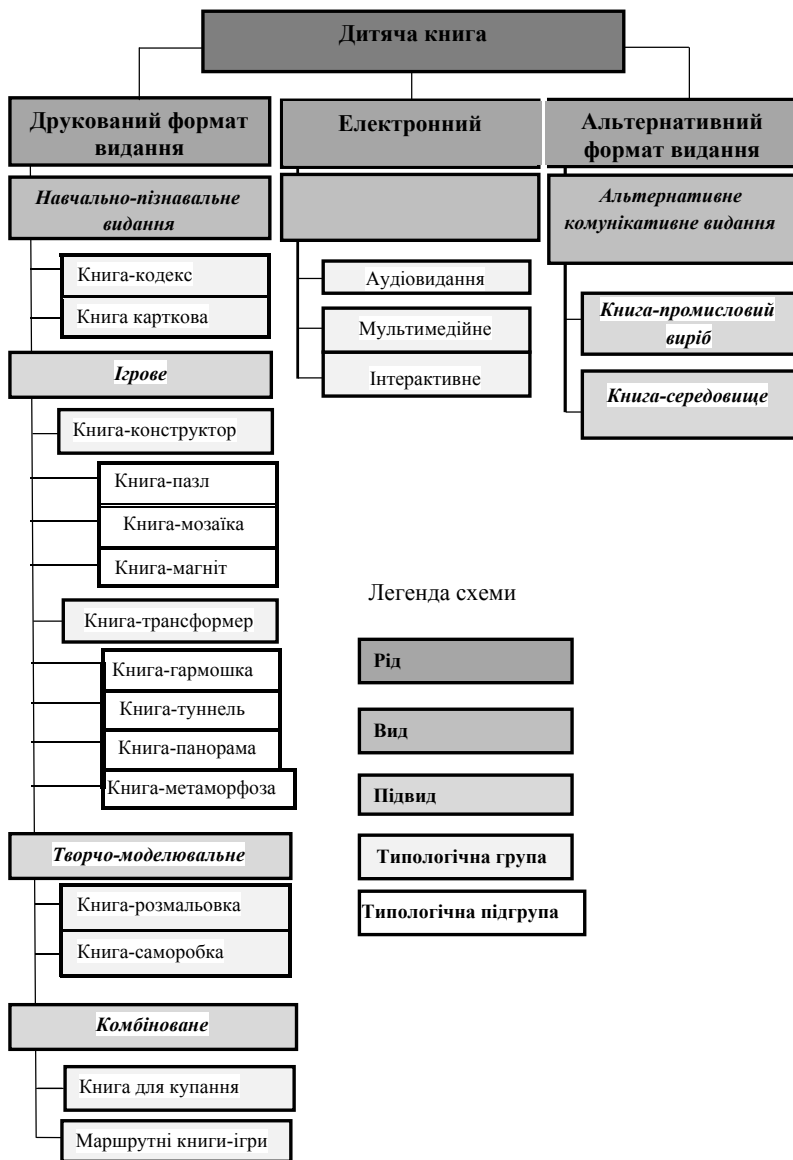 Дитяча книга
Друкований формат
видання
Навчально-пізнавальне
видання
Книга-кодекс
Книга карткова
Ігрове
Книга-конструктор
Книга-пазл
Книга-мозаїка
Книга-магніт
Книга-трансформер
Книга-гармошка
Книга-туннель
Книга-панорама
Книга-метаморфоза
Творчо-моделювальне
Книга-розмальовка
Книга-саморобка
Комбіноване
Книга для купання
Маршрутні книги-ігри
Електронний
Аудіовидання
Мультимедійне
Інтерактивне
Альтернативний
формат видання
Альтернативне
комунікативне видання
Книга-промисловий
виріб
Книга-середовище
Легенда схеми
Рід
Вид
Підвид
Типологічна група
Типологічна підгрупа